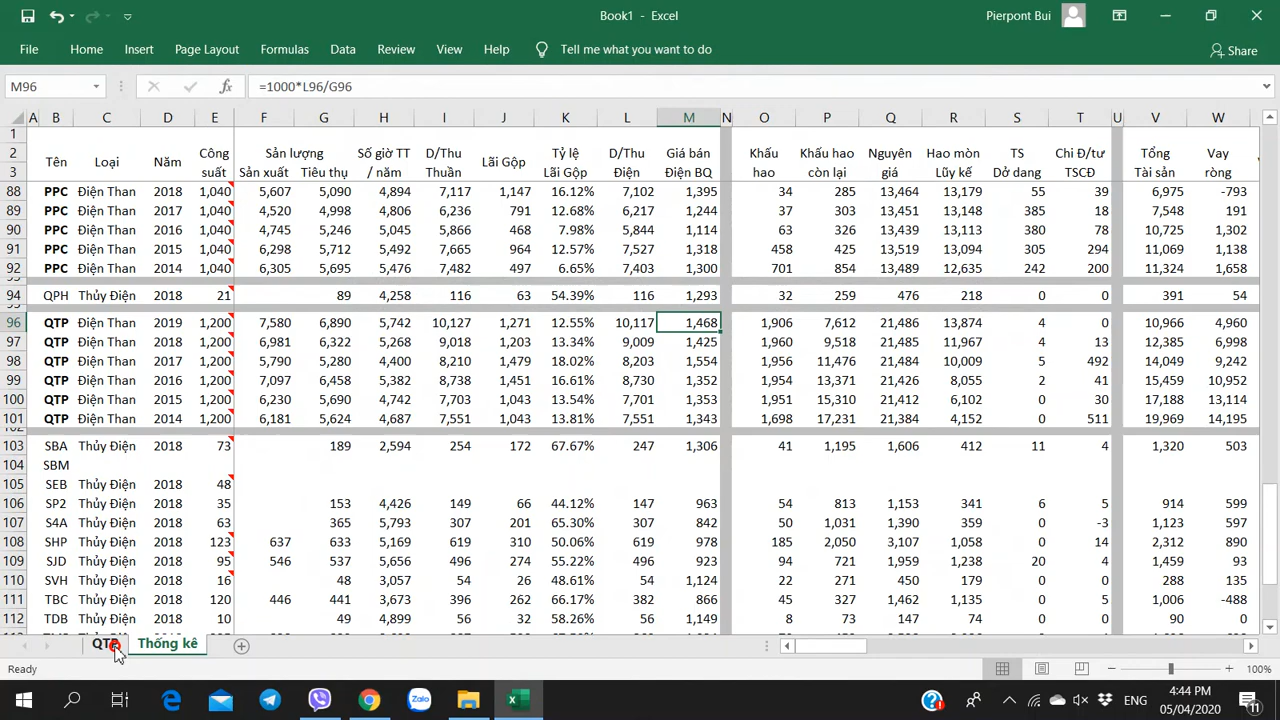 Book1 - Excel
Pierpont Bui
File Home Insert Page Layout Formulas Data Review View Help Tell me what you want to do Share
M96 fx =1000*L96/G96
A B C D E F G H I J K L M N O P Q R S T U V W
1
2 Tên Loại Năm Công suất Sản lượng Số giờ TT D/Thu Lãi Gộp Tỷ lệ D/Thu Giá bán Khấu Khấu hao Nguyên Hao mòn TS Chi Đ/tư Tổng Vay
3 Sản xuất Tiêu thụ / năm Thuần Lãi Gộp Điện Điện BQ hao còn lại giá Lũy kế Dở dang TSCĐ Tài sản ròng
88 PPC Điện Than 2018 1,040 5,607 5,090 4,894 7,117 1,147 16.12% 7,102 1,395 34 285 13,464 13,179 55 39 6,975 -793
89 PPC Điện Than 2017 1,040 4,520 4,998 4,806 6,236 791 12.68% 6,217 1,244 37 303 13,451 13,148 385 18 7,548 191
90 PPC Điện Than 2016 1,040 4,745 5,246 5,045 5,866 468 7.98% 5,844 1,114 63 326 13,439 13,113 380 78 10,725 1,302
91 PPC Điện Than 2015 1,040 6,298 5,712 5,492 7,665 964 12.57% 7,527 1,318 458 425 13,519 13,094 305 294 11,069 1,138
92 PPC Điện Than 2014 1,040 6,305 5,695 5,476 7,482 497 6.65% 7,403 1,300 701 854 13,489 12,635 242 200 11,324 1,658
94 QPH Thủy Điện 2018 21 89 4,258 116 63 54.39% 116 1,293 32 259 476 218 0 0 391 54
96 QTP Điện Than 2019 1,200 7,580 6,890 5,742 10,127 1,271 12.55% 10,117 1,468 1,906 7,612 21,486 13,874 4 0 10,966 4,960
97 QTP Điện Than 2018 1,200 6,981 6,322 5,268 9,018 1,203 13.34% 9,009 1,425 1,960 9,518 21,485 11,967 4 13 12,385 6,998
98 QTP Điện Than 2017 1,200 5,790 5,280 4,400 8,210 1,479 18.02% 8,203 1,554 1,956 11,476 21,484 10,009 5 492 14,049 9,242
99 QTP Điện Than 2016 1,200 7,097 6,458 5,382 8,738 1,451 16.61% 8,730 1,352 1,954 13,371 21,426 8,055 2 41 15,459 10,952
100 QTP Điện Than 2015 1,200 6,230 5,690 4,742 7,703 1,043 13.54% 7,701 1,353 1,951 15,310 21,412 6,102 0 30 17,188 13,114
101 QTP Điện Than 2014 1,200 6,181 5,624 4,687 7,551 1,043 13.81% 7,551 1,343 1,698 17,231 21,384 4,152 0 511 19,969 14,195
103 SBA Thủy Điện 2018 73 189 2,594 254 172 67.67% 247 1,306 41 1,195 1,606 412 11 4 1,320 503
104 SBM
105 SEB Thủy Điện 2018 48
106 SP2 Thủy Điện 2018 35 153 4,426 149 66 44.12% 147 963 54 813 1,153 341 6 5 914 599
107 S4A Thủy Điện 2018 63 365 5,793 307 201 65.30% 307 842 50 1,031 1,390 359 0 -3 1,123 597
108 SHP Thủy Điện 2018 123 637 633 5,169 619 310 50.06% 619 978 185 2,050 3,107 1,058 0 14 2,312 890
109 SJD Thủy Điện 2018 95 546 537 5,656 496 274 55.22% 496 923 94 721 1,959 1,238 20 4 1,459 93
110 SVH Thủy Điện 2018 16 48 3,057 54 26 48.61% 54 1,124 22 271 450 179 0 0 288 135
111 TBC Thủy Điện 2018 120 446 441 3,673 396 262 66.17% 382 866 45 327 1,462 1,135 0 4 1,006 -488
112 TDB Thủy Điện 2018 10 49 4,899 56 32 58.26% 56 1,149 8 73 147 74 0 0 90 0
QTP Thống kê
Ready 100%
Zalo ENG 4:44 PM
05/04/2020 11